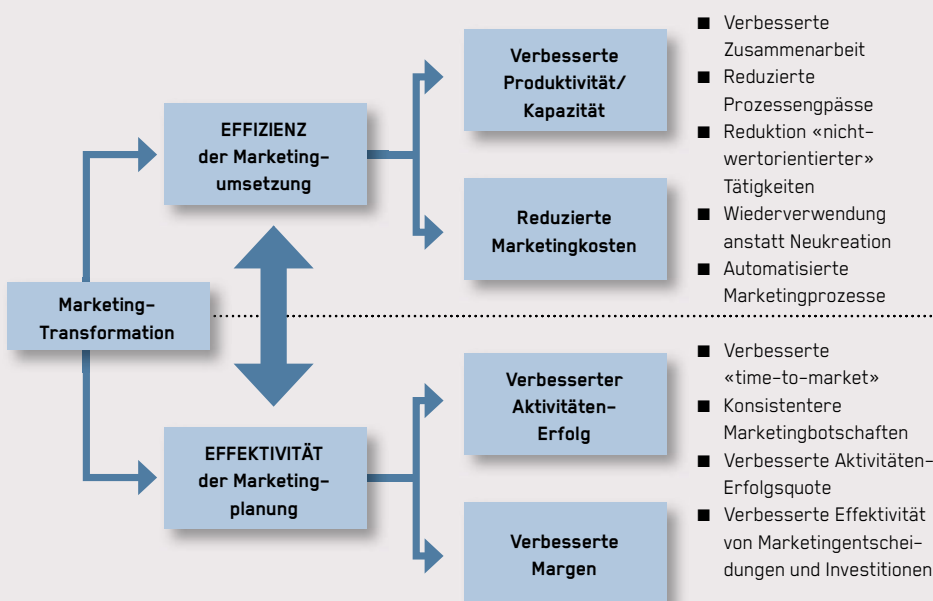 Marketing-
Transformation
EFFIZIENZ
der Marketing-
umsetzung
Verbesserte
Produktivität/
Kapazität
Reduzierte
Marketingkosten
■ Verbesserte
Zusammenarbeit
■ Reduzierte
Prozessengpässe
■ Reduktion «nicht-
wertorientierter»
Tätigkeiten
■ Wiederverwendung
anstatt Neukreation
■ Automatisierte
Marketingprozesse
EFFEKTIVITÄT
der Marketing-
planung
Verbesserter
Aktivitäten-
Erfolg
Verbesserte
Margen
■ Verbesserte
«time-to-market»
■ Konsistentere
Marketingbotschaften
■ Verbesserte Aktivitäten-
Erfolgsquote
■ Verbesserte Effektivität
von Marketingentschei-
dungen und Investitionen